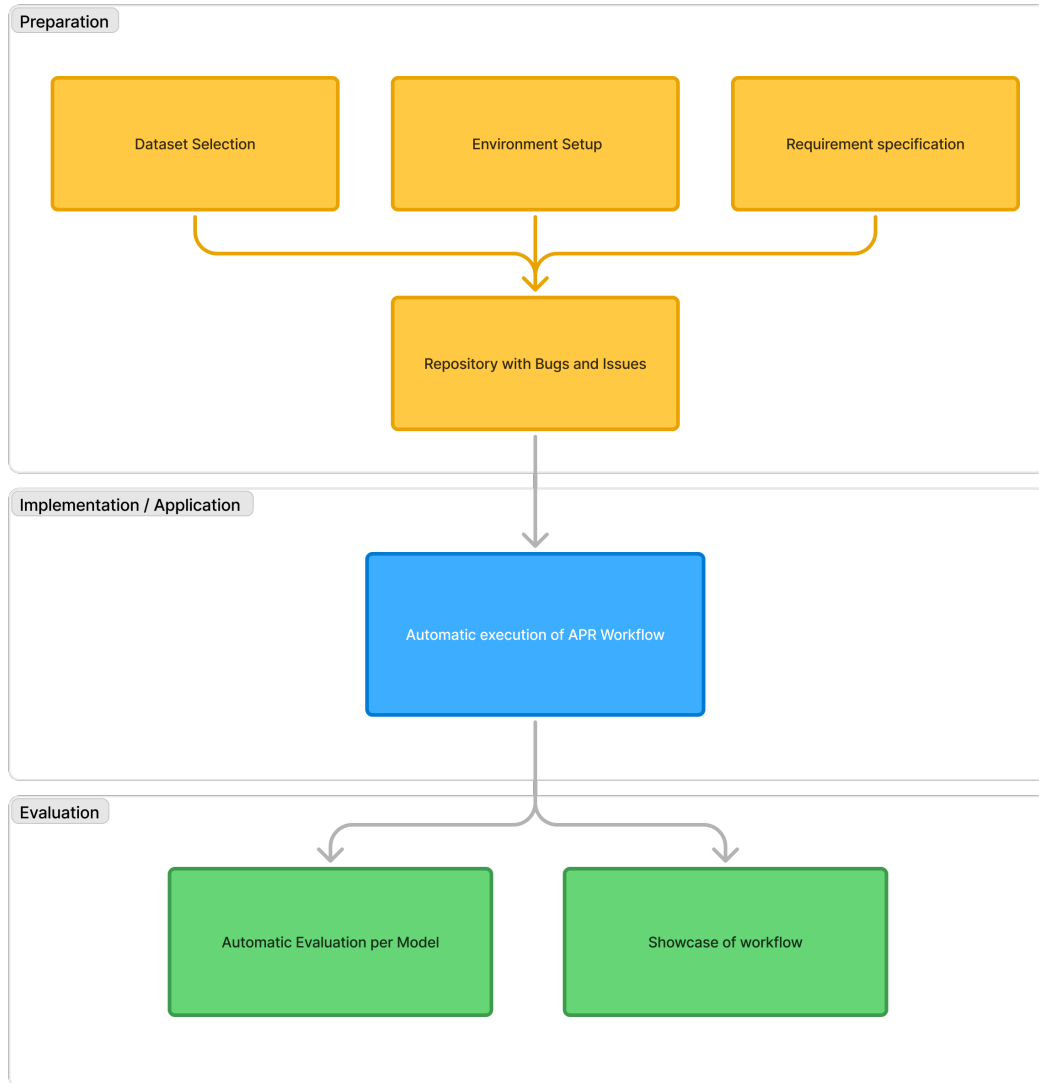 Preparation
Dataset Selection
Environment Setup
Requirement specification
Repository with Bugs and Issues
Implementation / Application
Automatic execution of APR Workflow
Evaluation
Automatic Evaluation per Model
Showcase of workflow